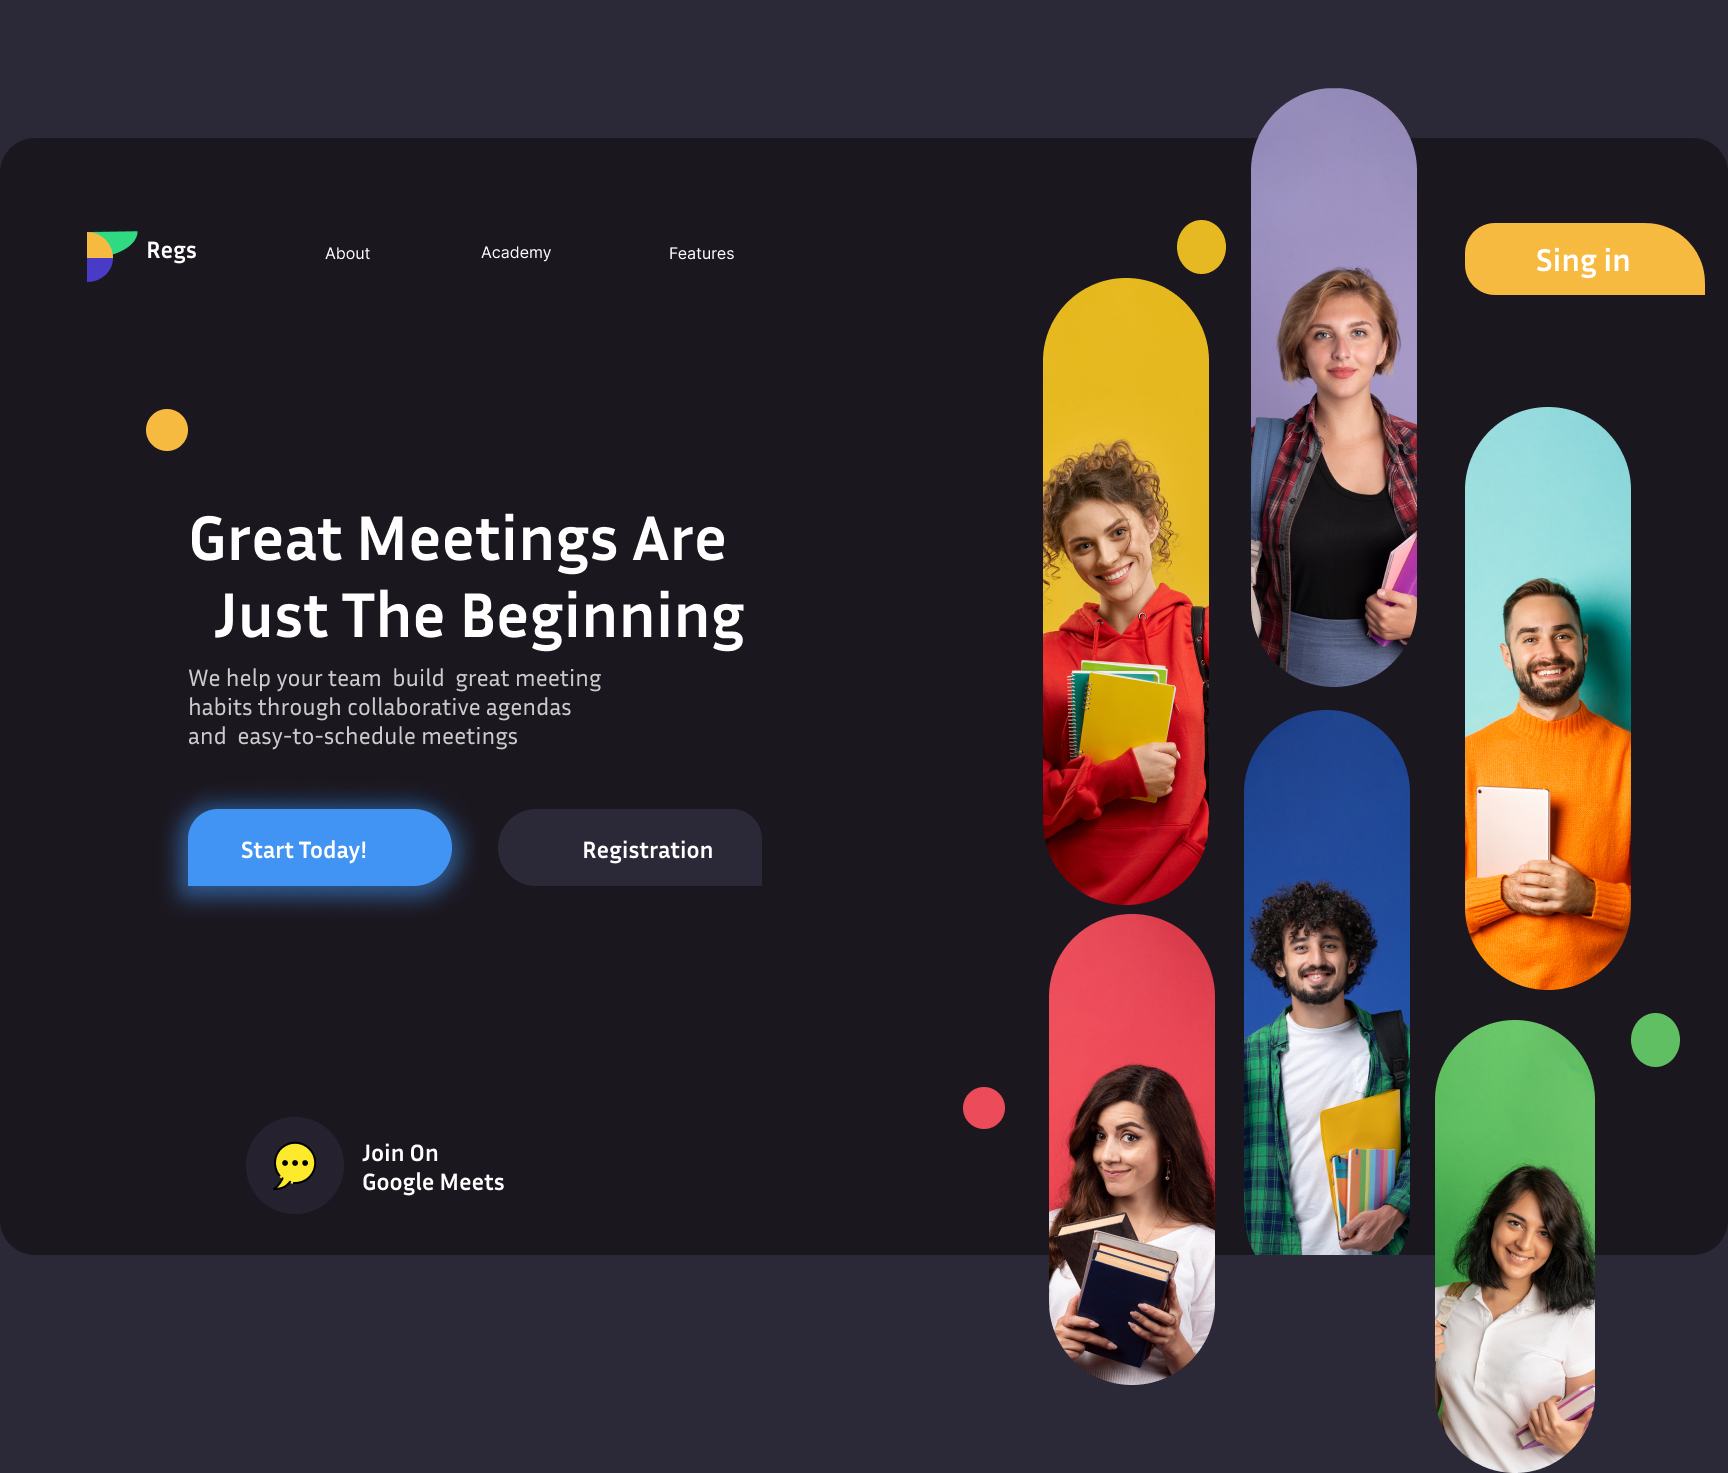 Regs
About
Academy
Features
Sing in
Great Meetings Are
Just The Beginning
We help your team  build  great meeting
habits through collaborative agendas
and  easy-to-schedule meetings
Start Today!
Registration
Join On
Google Meets